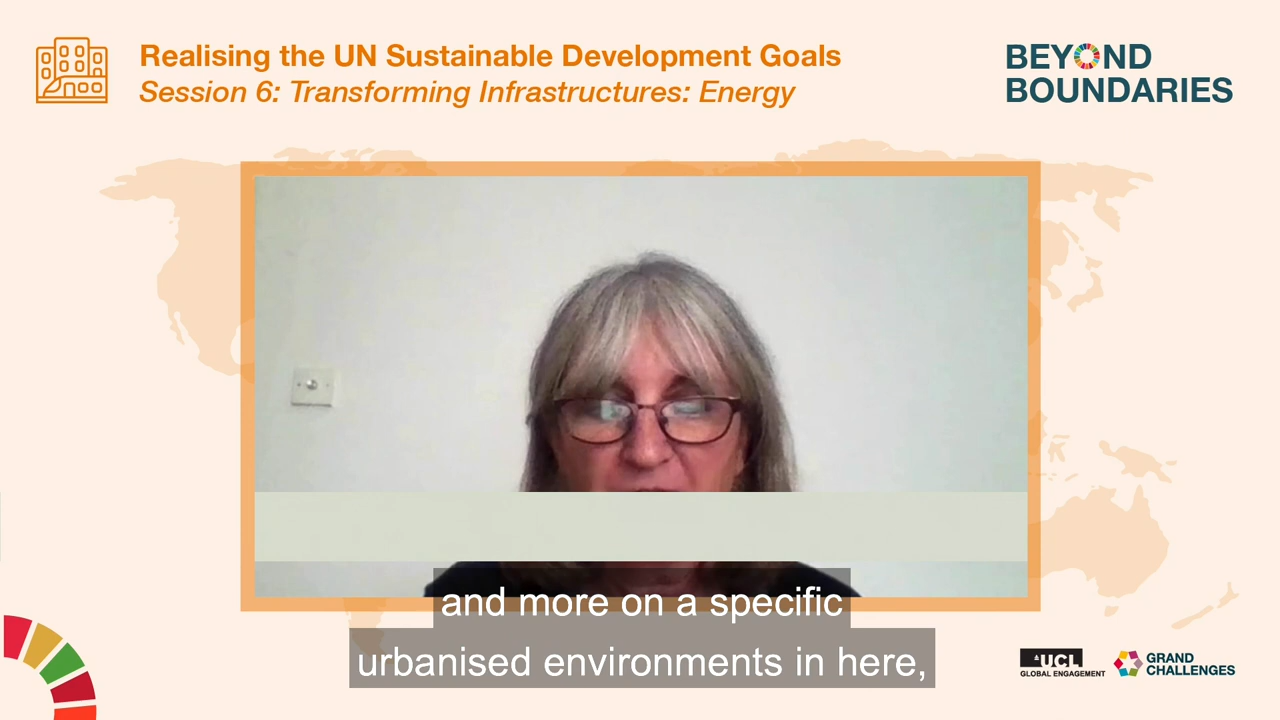 Realising the UN Sustainable Development Goals
Session 6: Transforming Infrastructures: Energy
BEYOND
BOUNDARIES
and more on a specific
urbanised environments in here,
UCL
GLOBAL ENGAGEMENT
GRAND
CHALLENGES